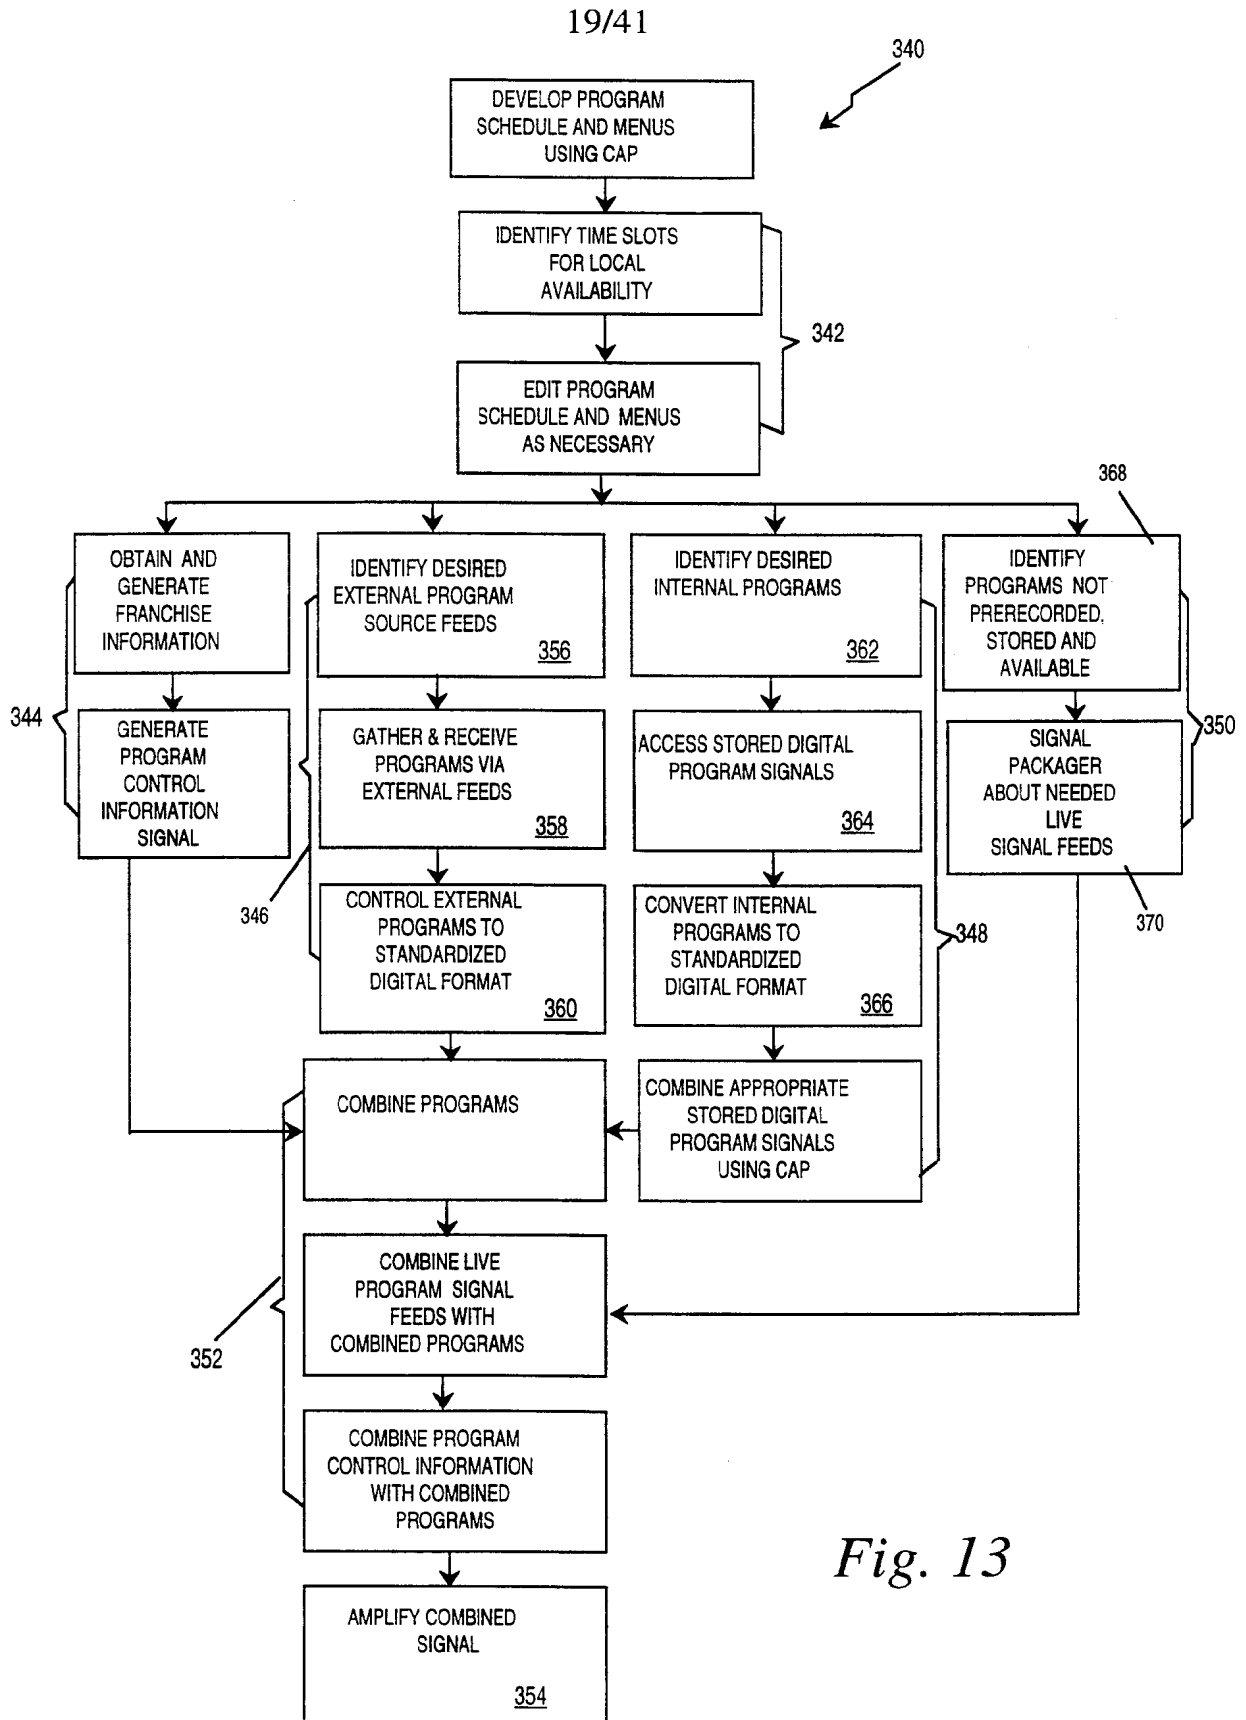 19/41
340
DEVELOP PROGRAM
SCHEDULE AND MENUS
USING CAP
IDENTIFY TIME SLOTS
FOR LOCAL
AVAILABILITY
342
EDIT PROGRAM
SCHEDULE AND MENUS
AS NECESSARY
368
OBTAIN AND
GENERATE
FRANCHISE
INFORMATION
IDENTIFY DESIRED
EXTERNAL PROGRAM
SOURCE FEEDS
356
IDENTIFY DESIRED
INTERNAL PROGRAMS
362
IDENTIFY
PROGRAMS NOT
PRERECORDED,
STORED AND
AVAILABLE
344
350
GENERATE
PROGRAM
CONTROL
INFORMATION
SIGNAL
GATHER & RECEIVE
PROGRAMS VIA
EXTERNAL FEEDS
358
ACCESS STORED DIGITAL
PROGRAM SIGNALS
364
SIGNAL
PACKAGER
ABOUT NEEDED
LIVE
SIGNAL FEEDS
346
370
CONTROL EXTERNAL
PROGRAMS TO
STANDARDIZED
DIGITAL FORMAT
360
CONVERT INTERNAL
PROGRAMS TO
STANDARDIZED
DIGITAL FORMAT
366
348
COMBINE PROGRAMS
COMBINE APPROPRIATE
STORED DIGITAL
PROGRAM SIGNALS
USING CAP
COMBINE LIVE
PROGRAM SIGNAL
FEEDS WITH
COMBINED PROGRAMS
352
COMBINE PROGRAM
CONTROL INFORMATION
WITH COMBINED
PROGRAMS
Fig. 13
AMPLIFY COMBINED
SIGNAL
354